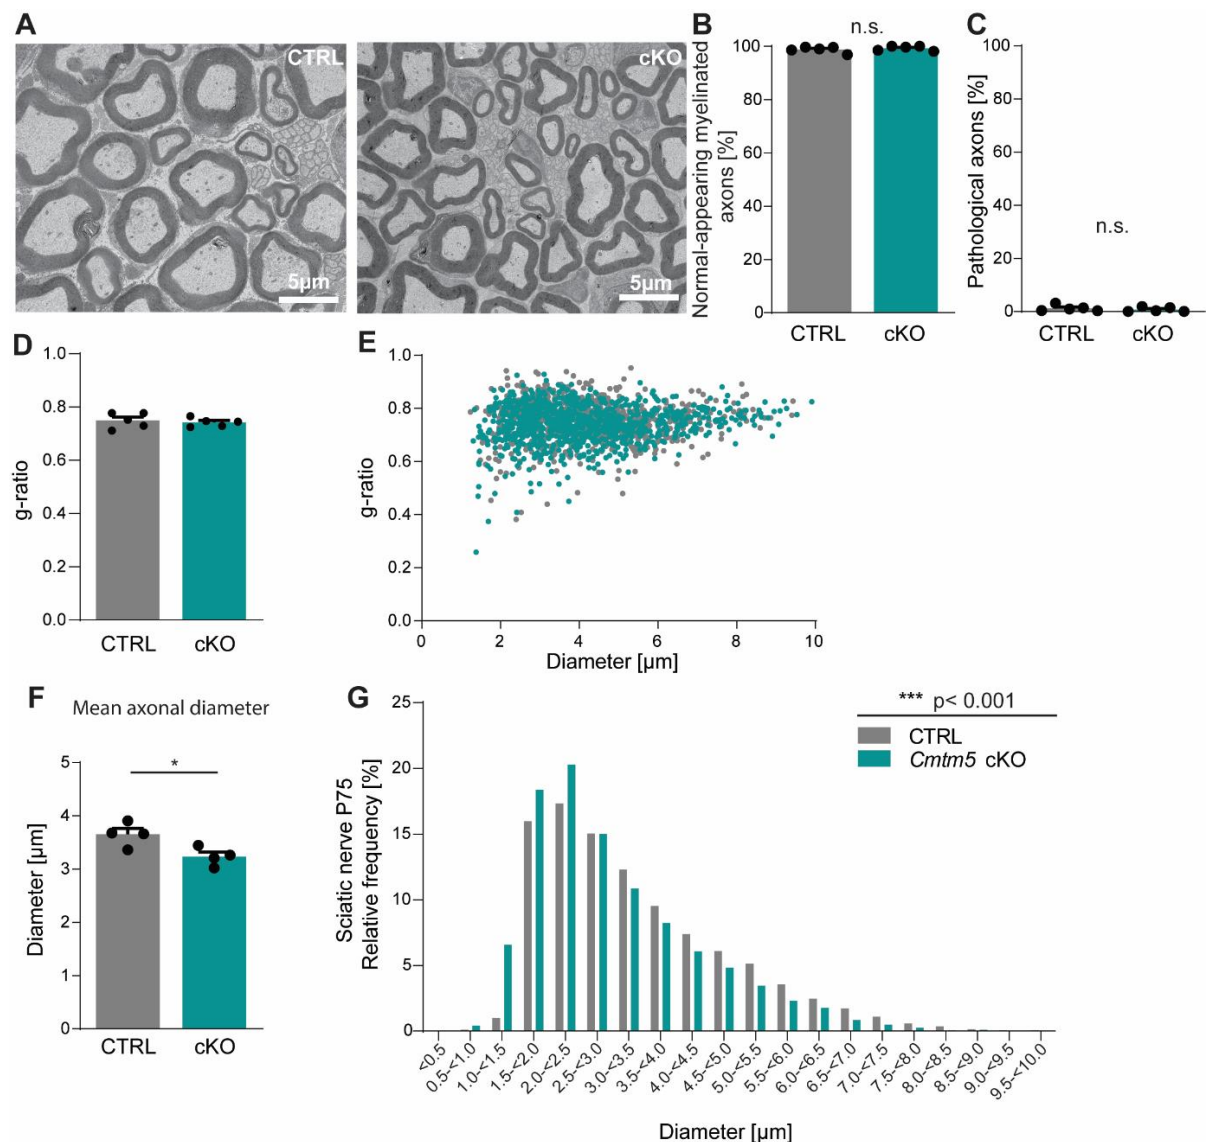 A
CTRL
5µm
cKO
5µm
B
n.s.
Normal-appearing myelinated
axons [%]
100
80
60
40
20
0
CTRL
cKO
C
Pathological axons [%]
100
80
60
40
20
0
n.s.
CTRL
cKO
D
g-ratio
1.0
0.8
0.6
0.4
0.2
0.0
CTRL
cKO
E
g-ratio
1.0
0.8
0.6
0.4
0.2
0.0
0
2
4
6
8
10
Diameter [µm]
F
Mean axonal diameter
*
Diameter [µm]
5
4
3
2
1
0
CTRL
cKO
G
*** p< 0.001
CTRL
Cmtm5 cKO
Sciatic nerve P75
Relative frequency [%]
25
20
15
10
5
0
<0.5
0.5-<1.0
1.0-<1.5
1.5-<2.0
2.0-<2.5
2.5-<3.0
3.0-<3.5
3.5-<4.0
4.0-<4.5
4.5-<5.0
5.0-<5.5
5.5-<6.0
6.0-<6.5
6.5-<7.0
7.0-<7.5
7.5-<8.0
8.0-<8.5
8.5-<9.0
9.0-<9.5
9.5-<10.0
Diameter [µm]